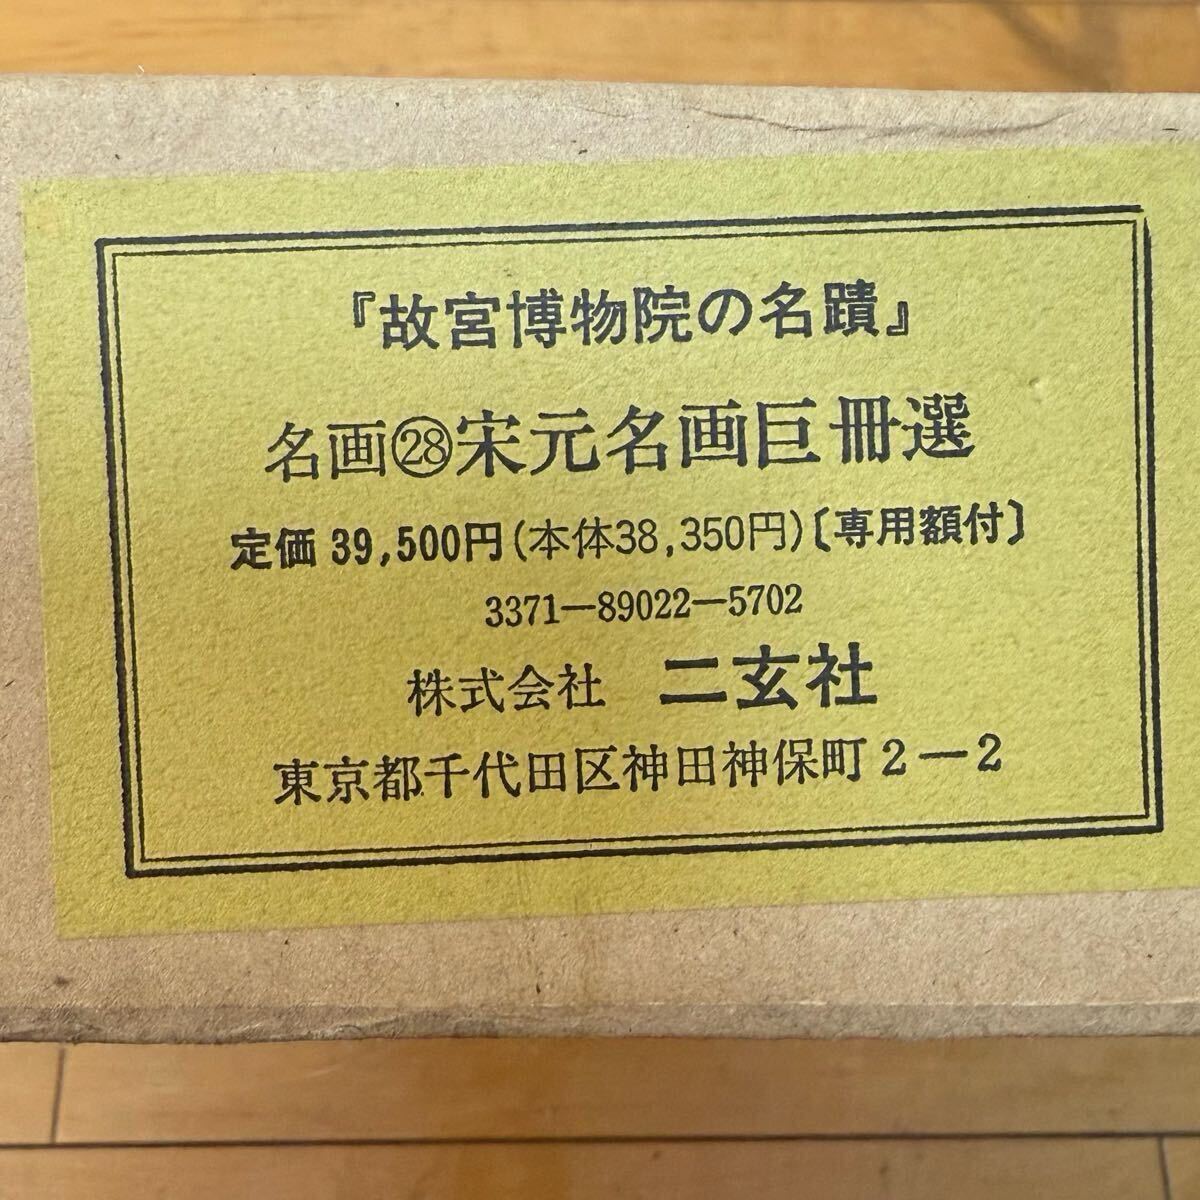 『故宮博物院の名蹟』
名画㉘宋元名画巨冊選
定価 39,500円(本体38,350円)〔専用額付〕
3371—89022—5702
株式会社 二玄社
東京都千代田区神田神保町2—2